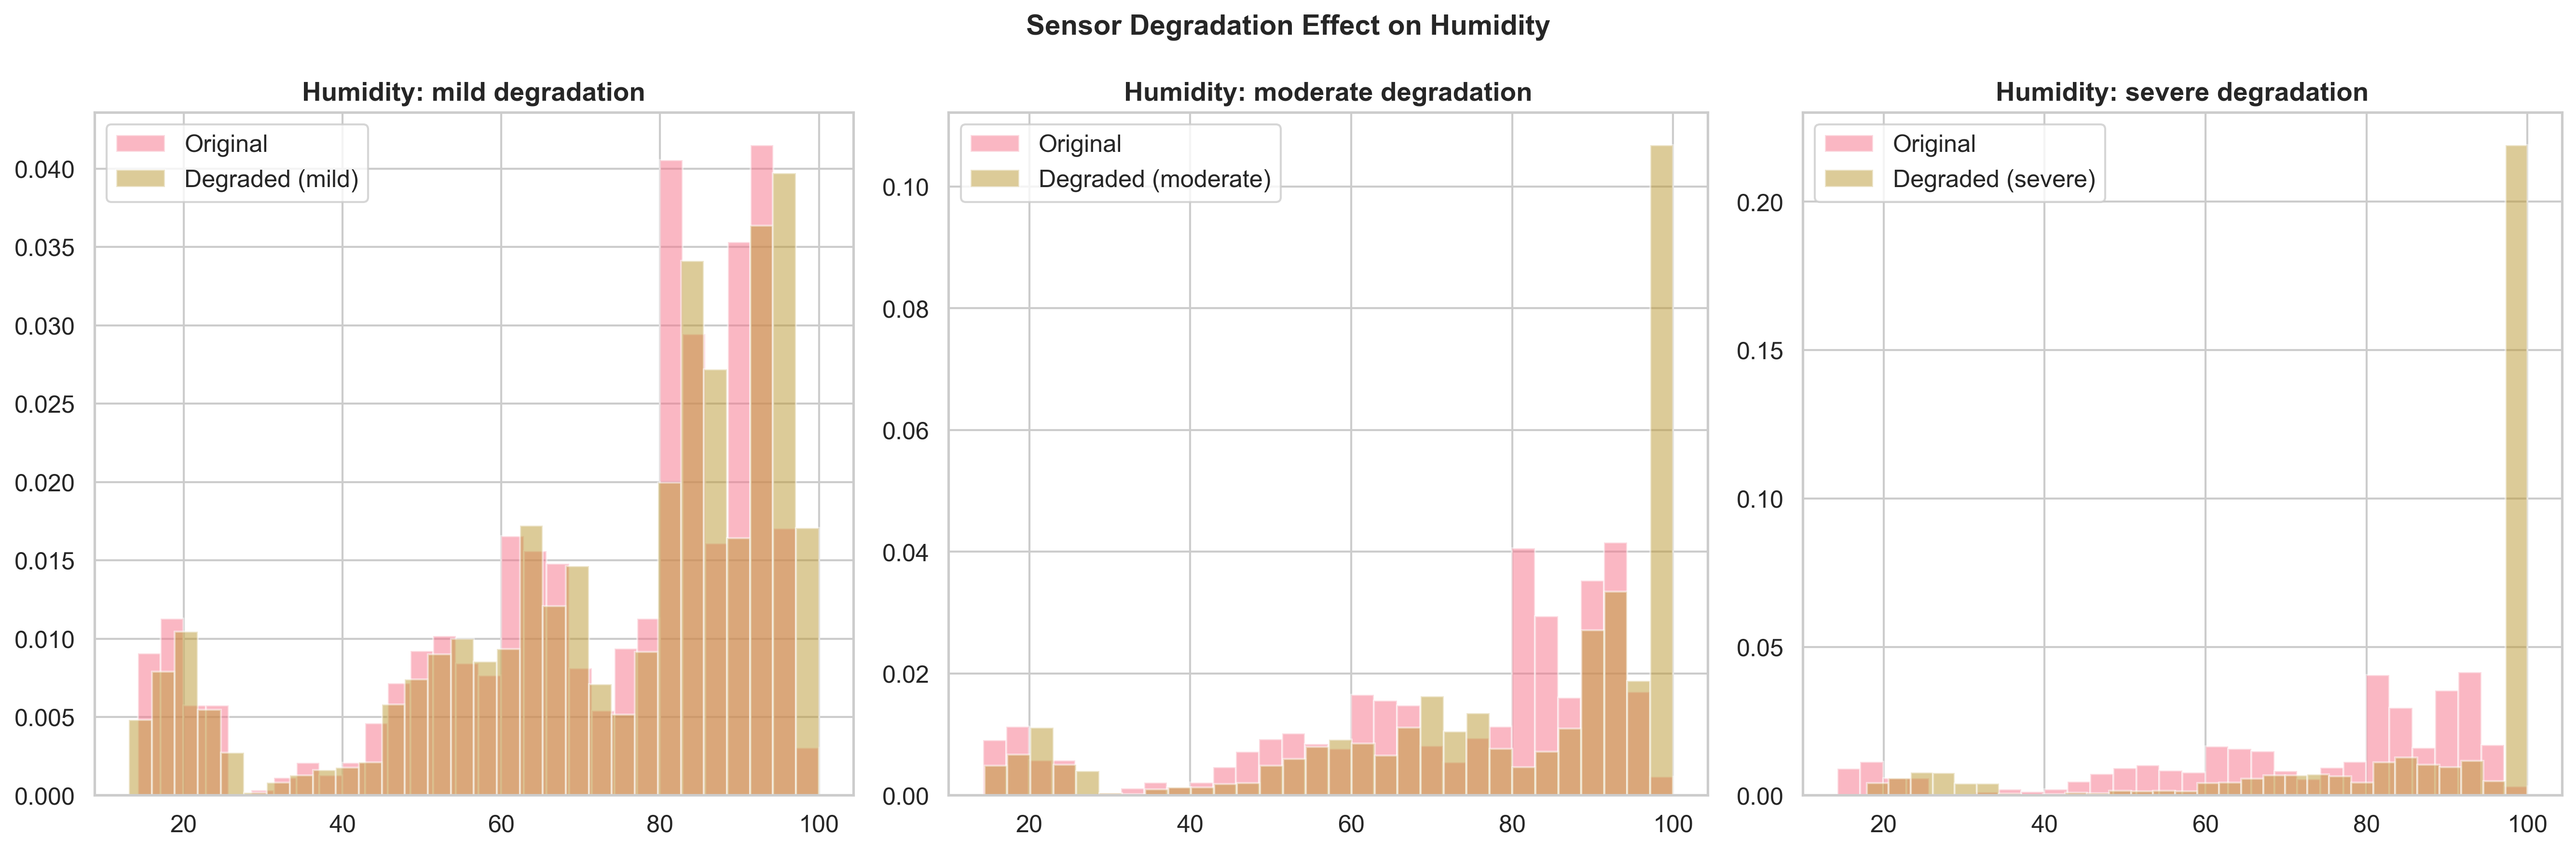 Sensor Degradation Effect on Humidity
Humidity: mild degradation
Original
Degraded (mild)
0.040
0.035
0.030
0.025
0.020
0.015
0.010
0.005
0.000
20 40 60 80 100
Humidity: moderate degradation
Original
Degraded (moderate)
0.10
0.08
0.06
0.04
0.02
0.00
20 40 60 80 100
Humidity: severe degradation
Original
Degraded (severe)
0.20
0.15
0.10
0.05
0.00
20 40 60 80 100